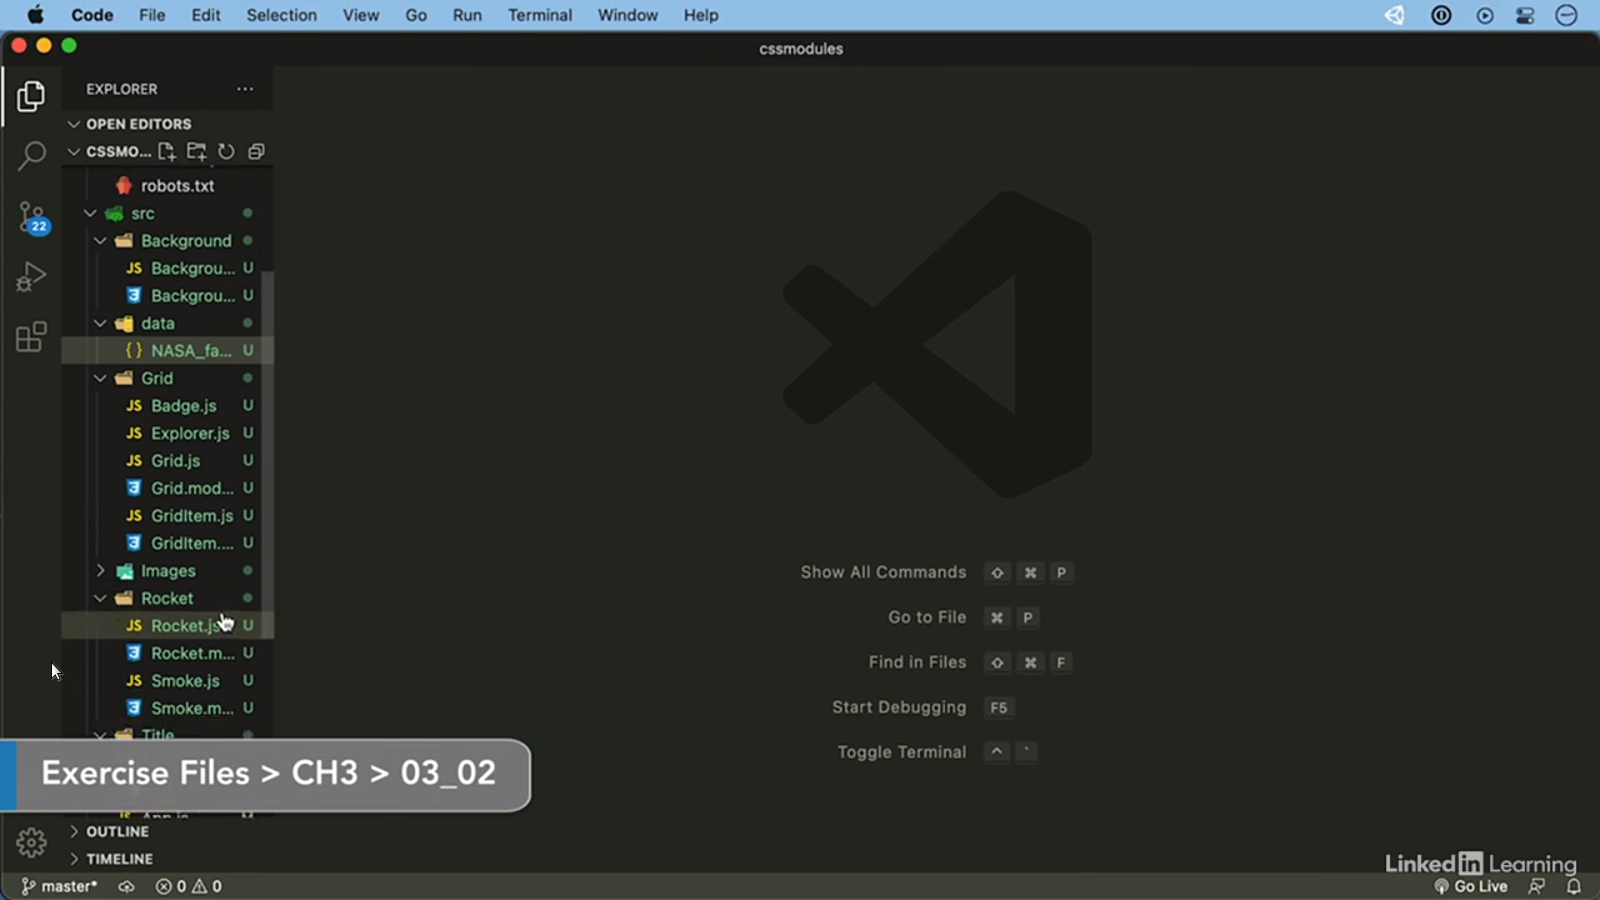 Code File Edit Selection View Go Run Terminal Window Help
cssmodules
EXPLORER
OPEN EDITORS
CSSMO...
robots.txt
src
Background
JS Backgrou... U
Backgrou... U
data
{} NASA_fa... U
Grid
JS Badge.js U
JS Explorer.js U
JS Grid.js U
Grid.mod... U
JS GridItem.js U
GridItem.... U
Images
Rocket
JS Rocket.js U
Rocket.m... U
JS Smoke.js U
Smoke.m... U
Title
22
Show All Commands ⇧ ⌘ P
Go to File ⌘ P
Find in Files ⇧ ⌘ F
Start Debugging F5
Toggle Terminal ^ `
Exercise Files > CH3 > 03_02
OUTLINE
TIMELINE
master* 0 0
LinkedIn Learning
Go Live